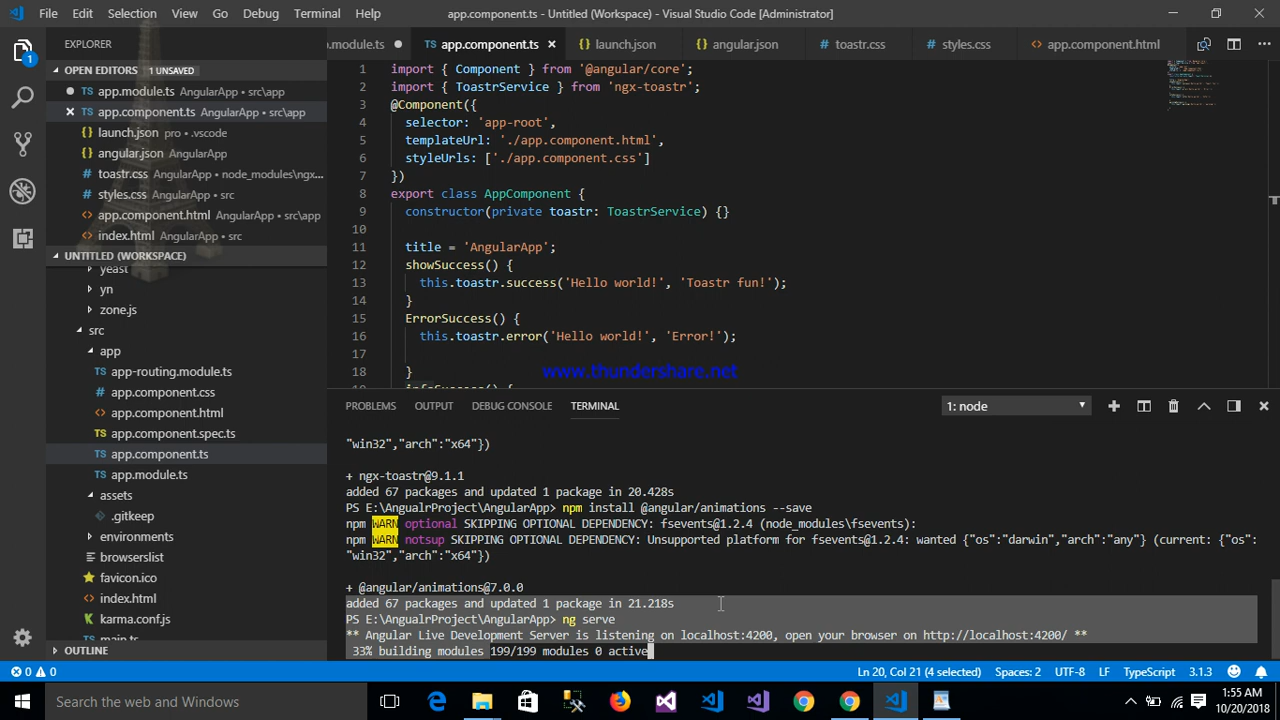 File Edit Selection View Go Debug Terminal Help app.component.ts - Untitled (Workspace) - Visual Studio Code [Administrator]
EXPLORER
.module.ts app.component.ts launch.json angular.json toastr.css styles.css app.component.html
OPEN EDITORS 1 UNSAVED
TS app.module.ts AngularApp • src\app
TS app.component.ts AngularApp • src\app
{} launch.json pro • .vscode
{} angular.json AngularApp
# toastr.css AngularApp • node_modules\ngx...
# styles.css AngularApp • src
<> app.component.html AngularApp • src\app
<> index.html AngularApp • src
UNTITLED (WORKSPACE)
yeast
yn
zone.js
src
app
TS app-routing.module.ts
# app.component.css
<> app.component.html
TS app.component.spec.ts
TS app.component.ts
TS app.module.ts
assets
.gitkeep
environments
browserslist
favicon.ico
index.html
karma.conf.js
main.ts
OUTLINE
1 import { Component } from '@angular/core';
2 import { ToastrService } from 'ngx-toastr';
3 @Component({
4 selector: 'app-root',
5 templateUrl: './app.component.html',
6 styleUrls: ['./app.component.css']
7 })
8 export class AppComponent {
9 constructor(private toastr: ToastrService) {}
10
11 title = 'AngularApp';
12 showSuccess() {
13 this.toastr.success('Hello world!', 'Toastr fun!');
14 }
15 ErrorSuccess() {
16 this.toastr.error('Hello world!', 'Error!');
17
18 }
19 infoSuccess() {
www.thundershare.net
PROBLEMS OUTPUT DEBUG CONSOLE TERMINAL 1: node
"win32","arch":"x64"})
+ ngx-toastr@9.1.1
added 67 packages and updated 1 package in 20.428s
PS E:\AngualrProject\AngularApp> npm install @angular/animations --save
npm WARN optional SKIPPING OPTIONAL DEPENDENCY: fsevents@1.2.4 (node_modules\fsevents):
npm WARN notsup SKIPPING OPTIONAL DEPENDENCY: Unsupported platform for fsevents@1.2.4: wanted {"os":"darwin","arch":"any"} (current: {"os":
"win32","arch":"x64"})
+ @angular/animations@7.0.0
added 67 packages and updated 1 package in 21.218s
PS E:\AngualrProject\AngularApp> ng serve
** Angular Live Development Server is listening on localhost:4200, open your browser on http://localhost:4200/ **
33% building modules 199/199 modules 0 active
0 0 Ln 20, Col 21 (4 selected) Spaces: 2 UTF-8 LF TypeScript 3.1.3
Search Windows
1:55 AM
10/20/2018